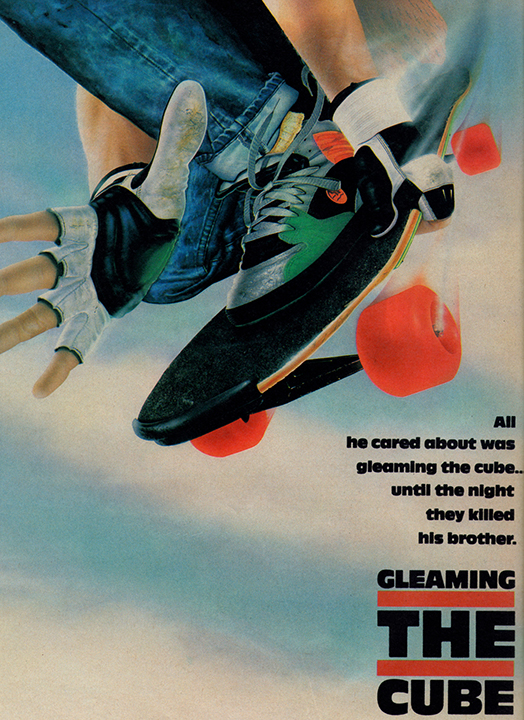 All
he cared about was
gleaming the cube..
until the night
they killed
his brother.
GLEAMING
THE
CUBE